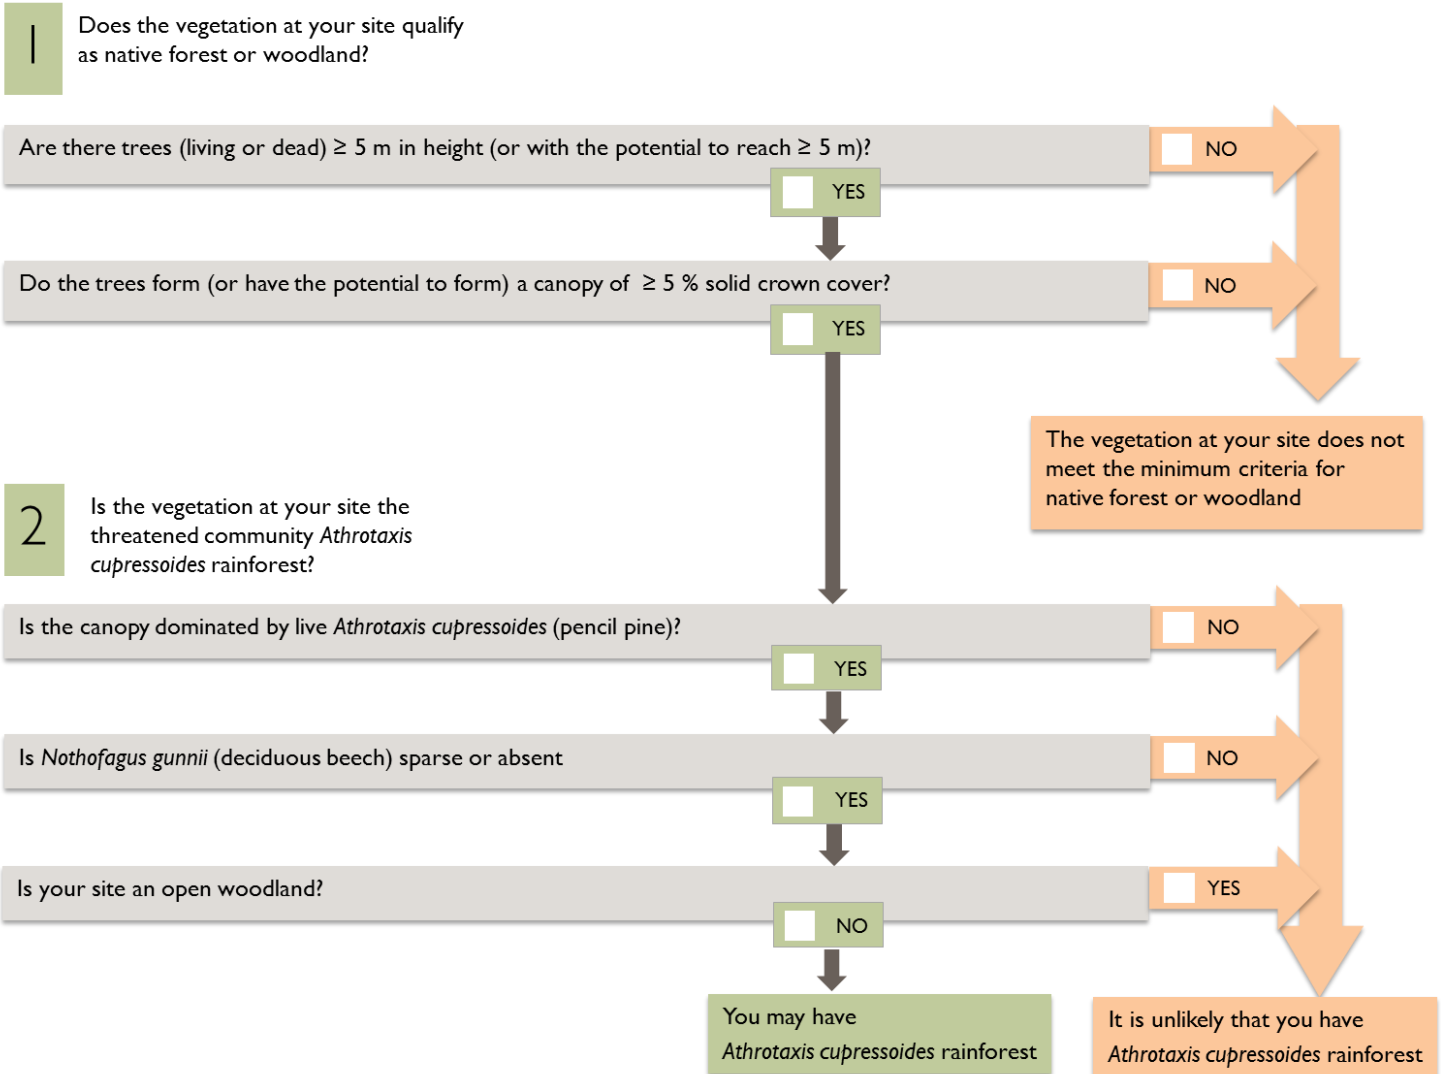 1
Does the vegetation at your site qualify
as native forest or woodland?
Are there trees (living or dead) ≥ 5 m in height (or with the potential to reach ≥ 5 m)?
NO
YES
Do the trees form (or have the potential to form) a canopy of ≥ 5 % solid crown cover?
NO
YES
The vegetation at your site does not
meet the minimum criteria for
native forest or woodland
2
Is the vegetation at your site the
threatened community Athrotaxis
cupressoides rainforest?
Is the canopy dominated by live Athrotaxis cupressoides (pencil pine)?
NO
YES
Is Nothofagus gunnii (deciduous beech) sparse or absent
NO
YES
Is your site an open woodland?
YES
NO
You may have
Athrotaxis cupressoides rainforest
It is unlikely that you have
Athrotaxis cupressoides rainforest